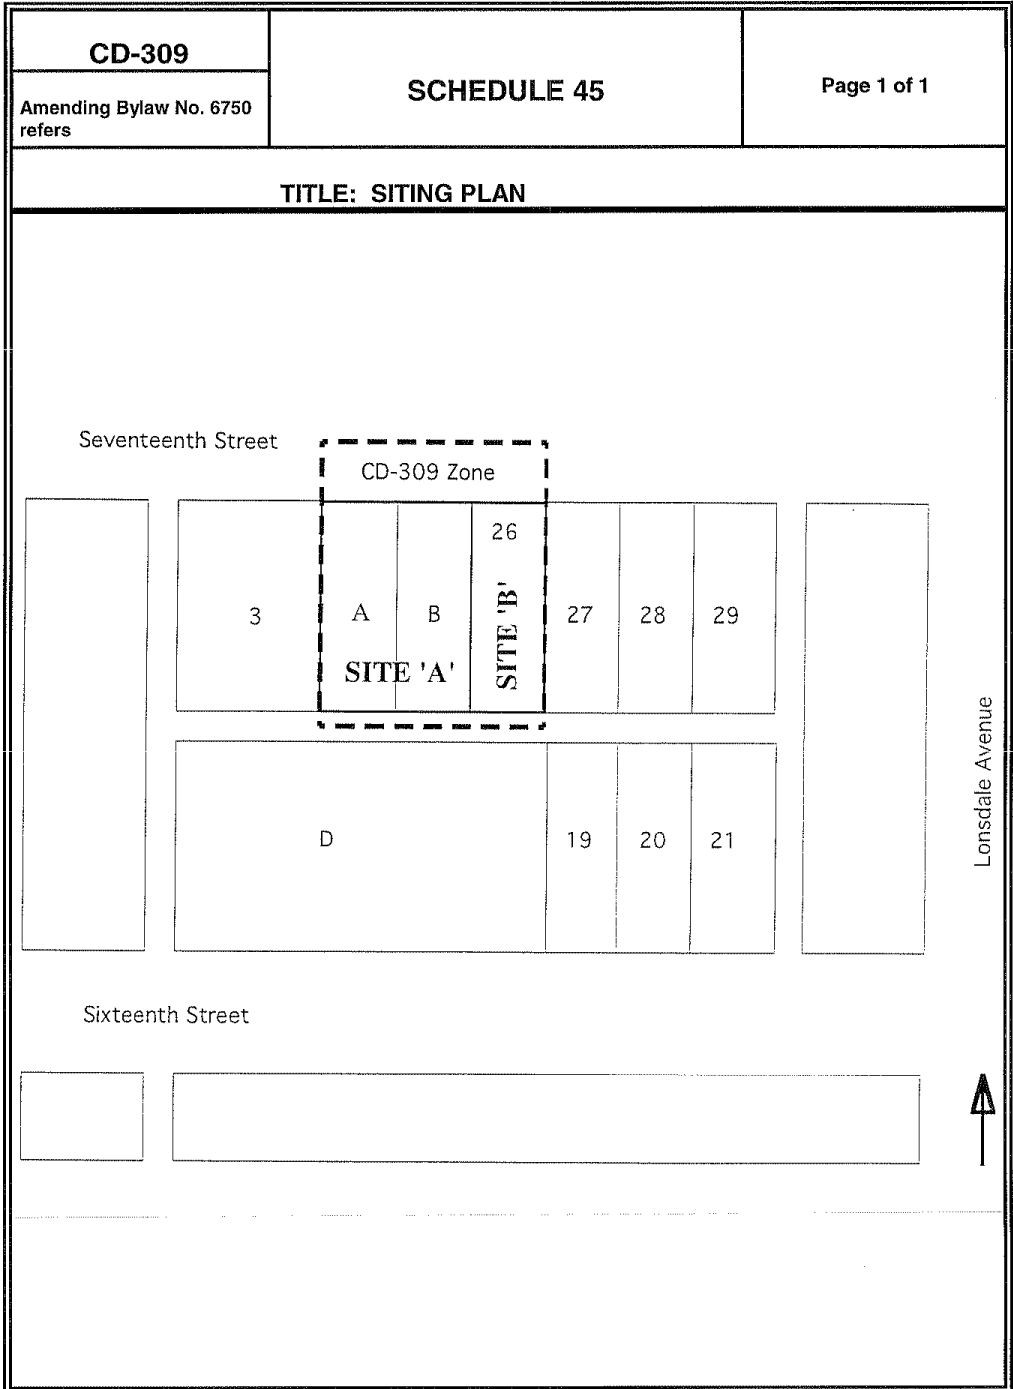 CD-309
Amending Bylaw No. 6750
refers
SCHEDULE 45
Page 1 of 1
TITLE: SITING PLAN
Seventeenth Street
CD-309 Zone
26
3
A
B
27
28
29
SITE 'A'
SITE 'B'
Lonsdale Avenue
D
19
20
21
Sixteenth Street